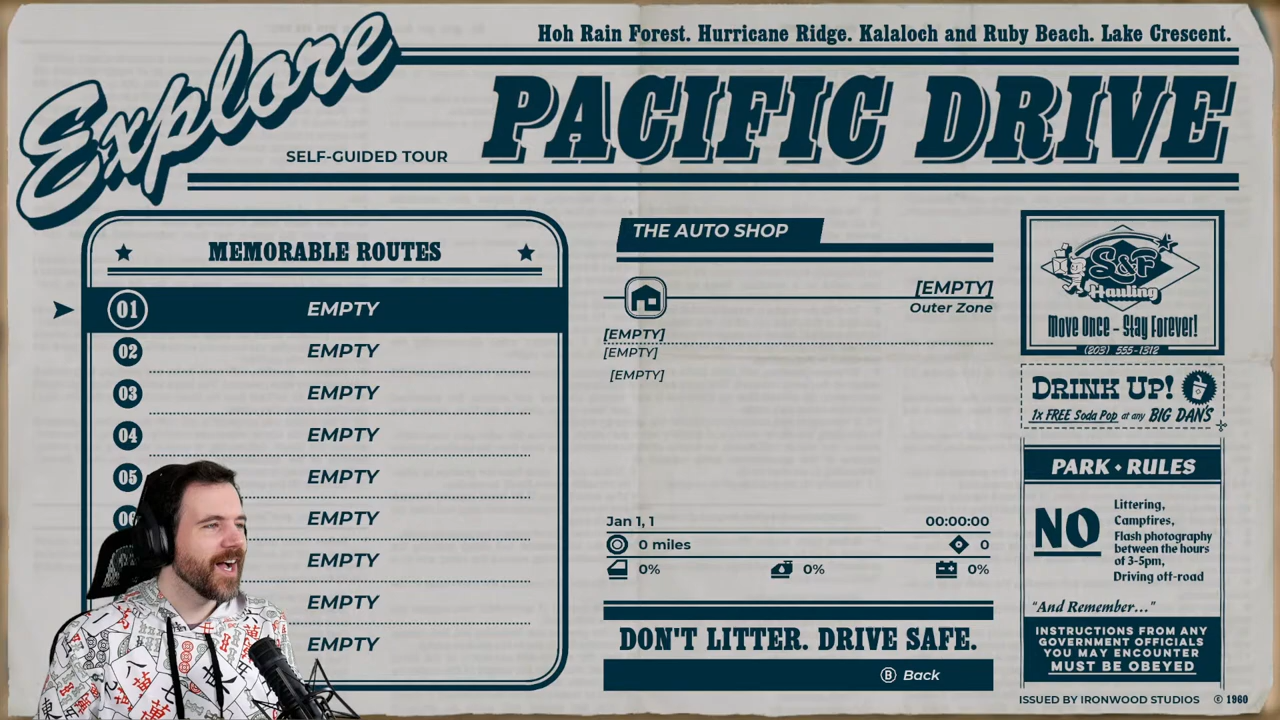 Explore
Hoh Rain Forest. Hurricane Ridge. Kalaloch and Ruby Beach. Lake Crescent.
PACIFIC DRIVE
SELF-GUIDED TOUR
MEMORABLE ROUTES
01 EMPTY
02 EMPTY
03 EMPTY
04 EMPTY
05 EMPTY
06 EMPTY
EMPTY
EMPTY
EMPTY
THE AUTO SHOP
[EMPTY]
Outer Zone
[EMPTY]
[EMPTY]
[EMPTY]
Jan 1, 1 00:00:00
0 miles 0
0% 0% 0%
DON'T LITTER. DRIVE SAFE.
B Back
S&F
Hauling
Move Once - Stay Forever!
(203) 555-1312
DRINK UP!
1x FREE Soda Pop at any BIG DAN'S
PARK • RULES
NO
Littering,
Campfires,
Flash photography
between the hours
of 3-5pm,
Driving off-road
"And Remember..."
INSTRUCTIONS FROM ANY
GOVERNMENT OFFICIALS
YOU MAY ENCOUNTER
MUST BE OBEYED
ISSUED BY IRONWOOD STUDIOS © 1960